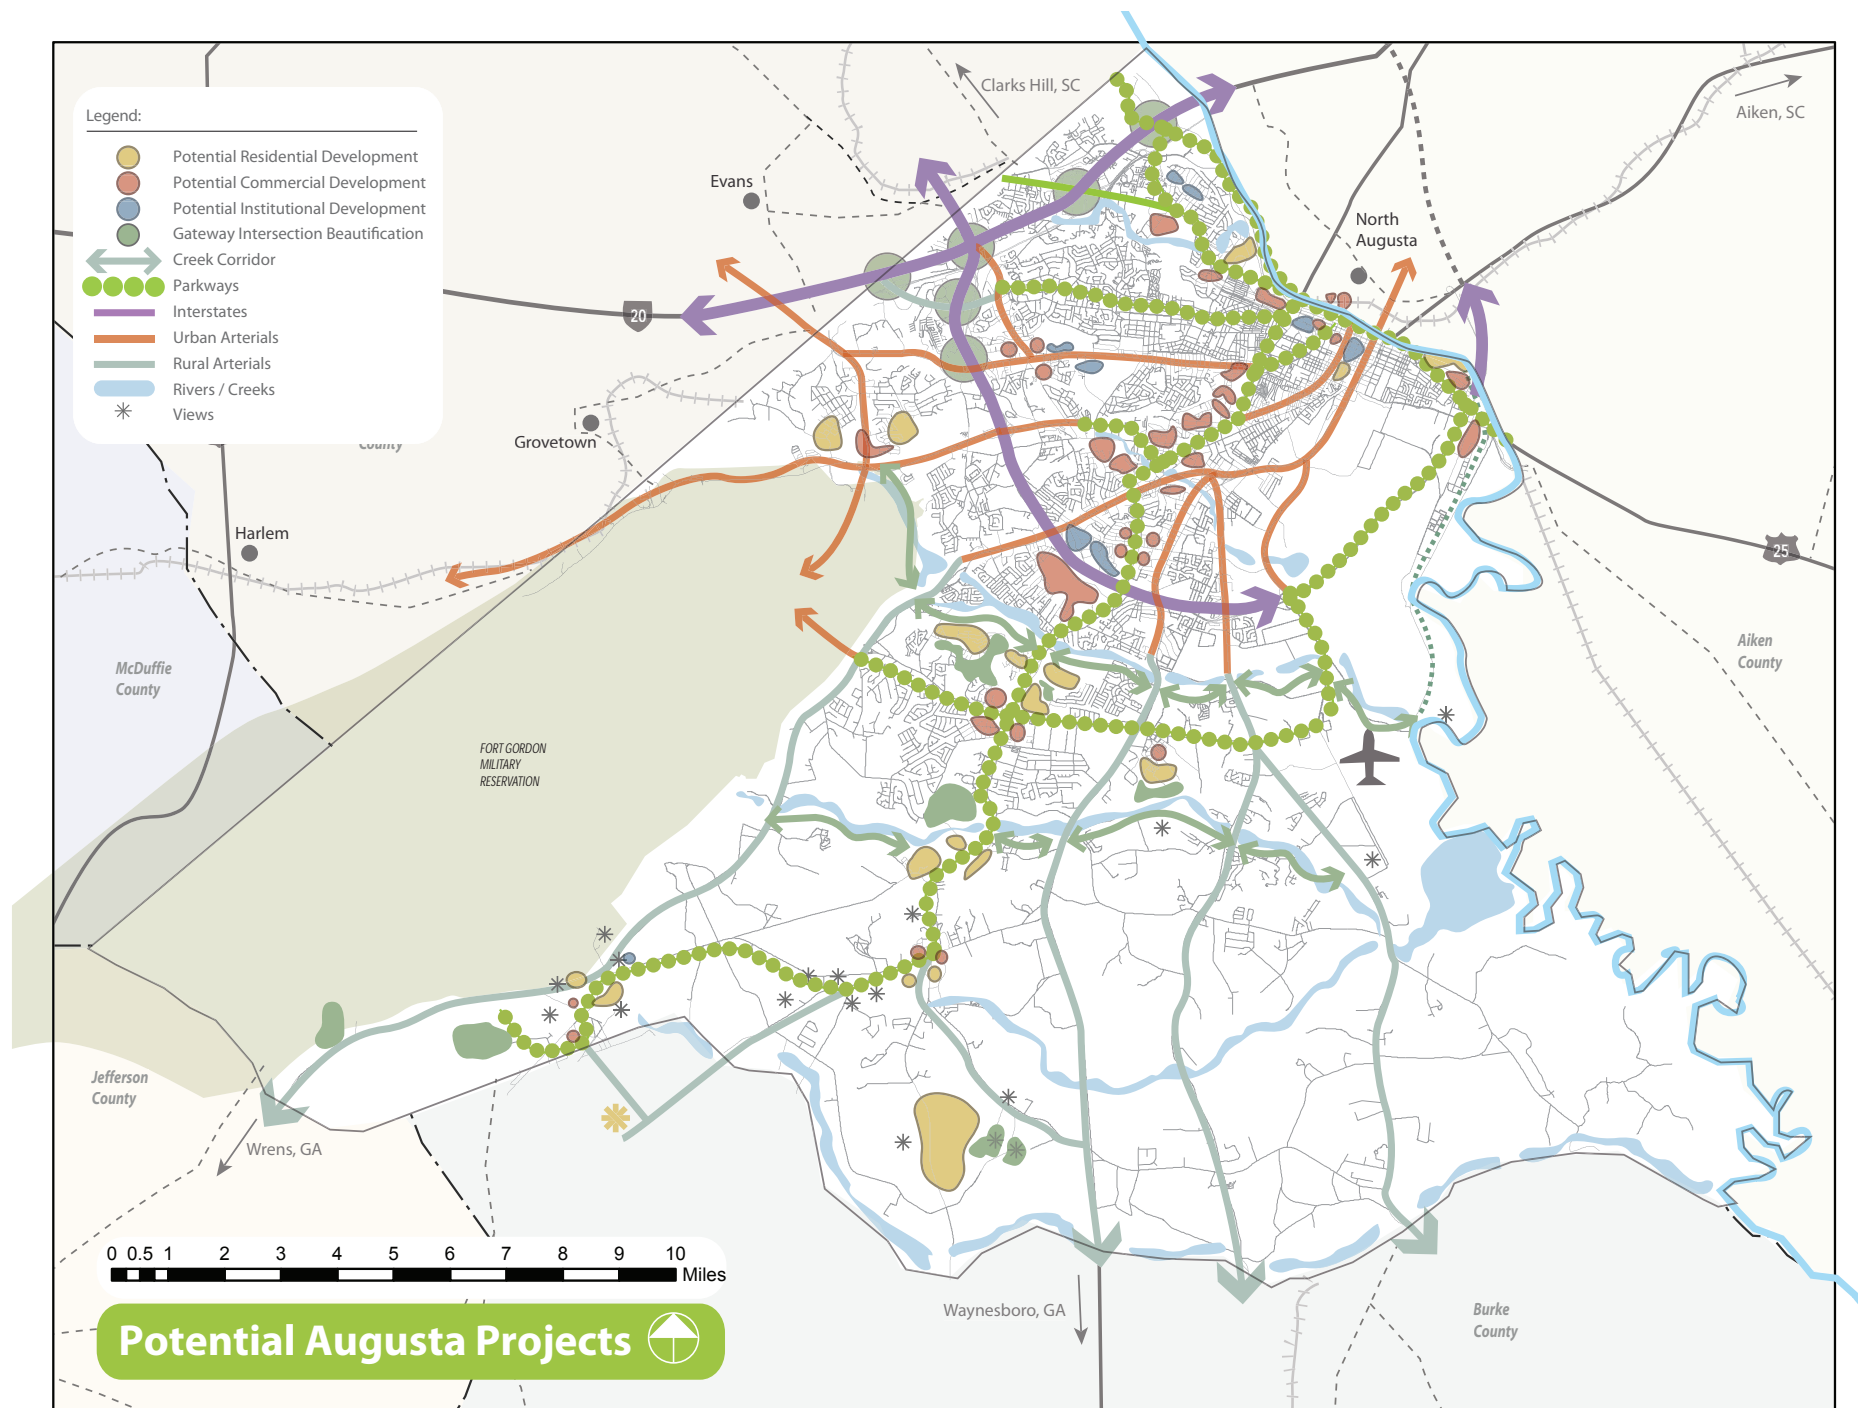 Legend:
Potential Residential Development
Potential Commercial Development
Potential Institutional Development
Gateway Intersection Beautification
Creek Corridor
Parkways
Interstates
Urban Arterials
Rural Arterials
Rivers / Creeks
Views
County
Clarks Hill, SC
Aiken, SC
Evans
North
Augusta
20
Grovetown
Harlem
25
McDuffie
County
Aiken
County
FORT GORDON
MILITARY
RESERVATION
Jefferson
County
Wrens, GA
Waynesboro, GA
Burke
County
0 0.5 1 2 3 4 5 6 7 8 9 10
Miles
Potential Augusta Projects